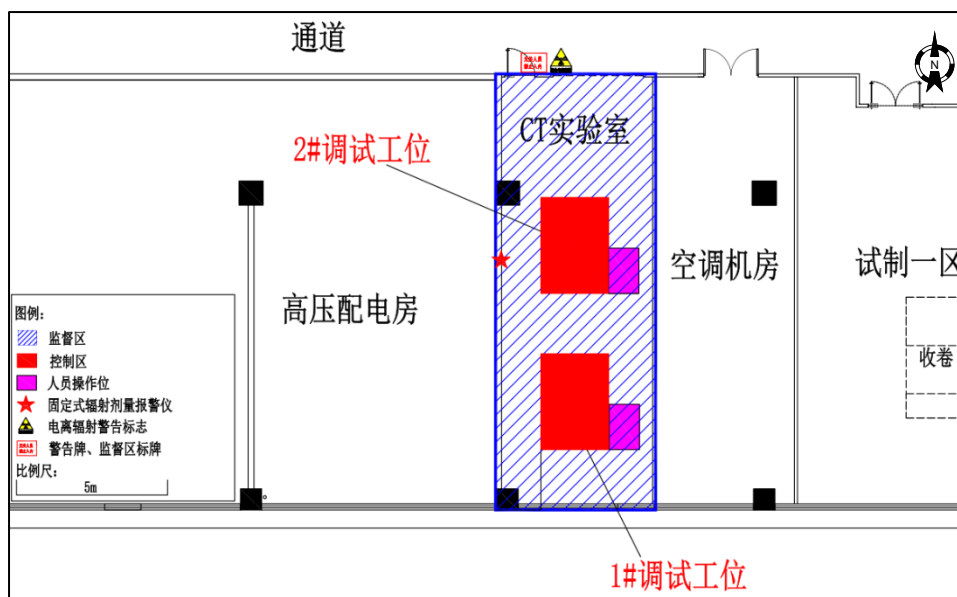 通道
N
CT实验室
2#调试工位
空调机房
试制一区
高压配电房
收卷
图例:
监督区
控制区
人员操作位
固定式辐射剂量报警仪
电离辐射警告标志
警告牌、监督区标牌
比例尺:
5m
1#调试工位